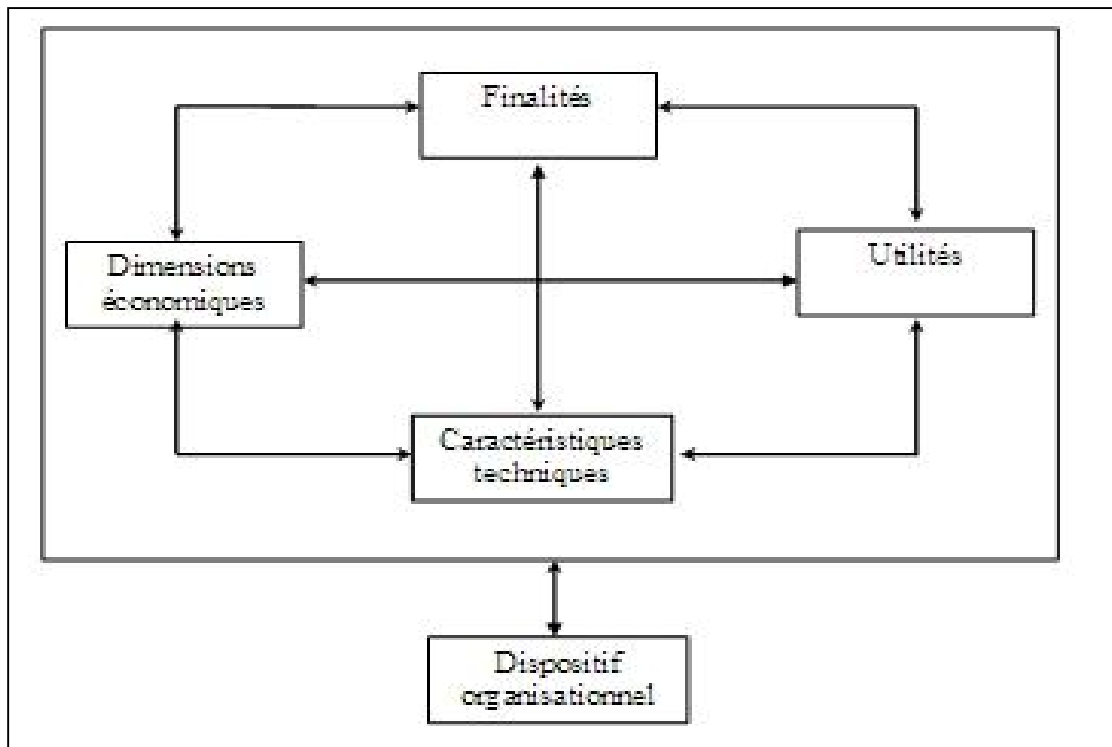 Finalités
Dimensions
économiques
Utilités
Caractéristiques
techniques
Dispositif
organisationnel